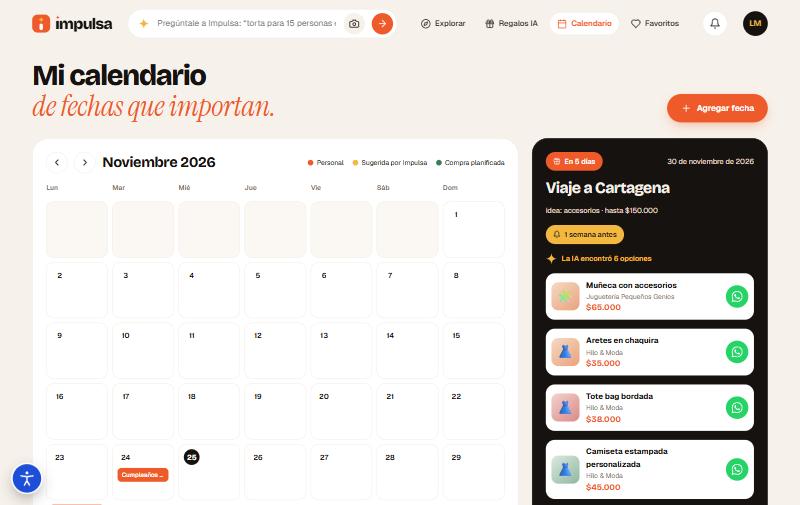 impulsa
Pregúntale a Impulsa: "torta para 15 personas
Explorar
Regalos IA
Calendario
Favoritos
LM
Mi calendario
de fechas que importan.
Agregar fecha
Noviembre 2026
Personal
Sugerida por Impulsa
Compra planificada
Lun Mar Mié Jue Vie Sáb Dom
1
2 3 4 5 6 7 8
9 10 11 12 13 14 15
16 17 18 19 20 21 22
23 24 25 26 27 28 29
Cumpleaños ...
En 5 días
30 de noviembre de 2026
Viaje a Cartagena
Idea: accesorios · hasta $150.000
1 semana antes
La IA encontró 6 opciones
Muñeca con accesorios
Juguetería Pequeños Genios
$65.000
Aretes en chaquira
Hilo & Moda
$35.000
Tote bag bordada
Hilo & Moda
$38.000
Camiseta estampada
personalizada
Hilo & Moda
$45.000